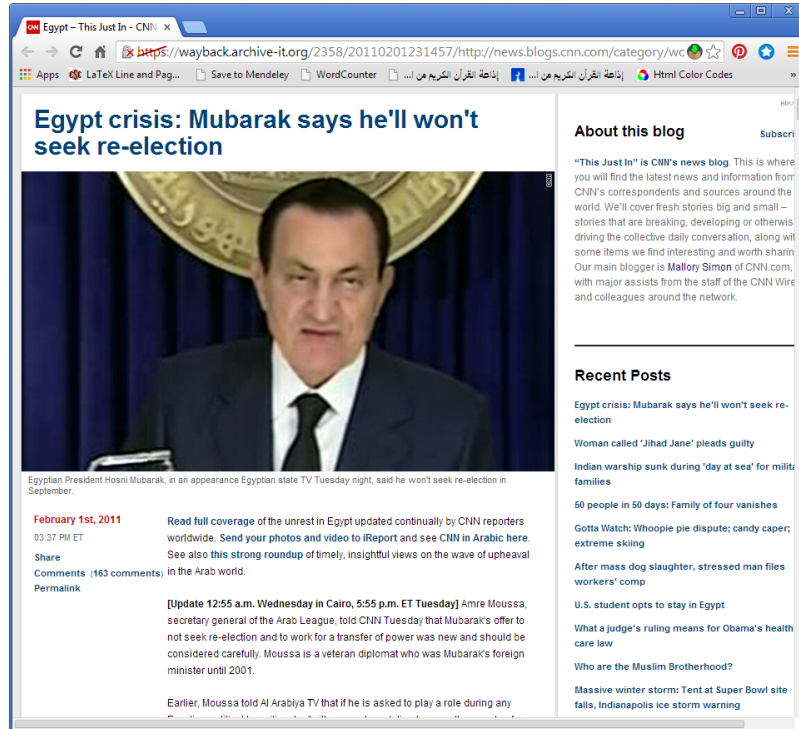 Egypt – This Just In - CNN
https://wayback.archive-it.org/2358/20110201231457/http://news.blogs.cnn.com/category/wc
Apps
LaTeX Line and Pag...
Save to Mendeley
WordCounter
إذاعة القرآن الكريم من ا...
إذاعة القرآن الكريم من ا...
Html Color Codes
»
Egypt crisis: Mubarak says he'll won't
seek re-election
CNN
Egyptian President Hosni Mubarak, in an appearance Egyptian state TV Tuesday night, said he won't seek re-election in
September.
February 1st, 2011
03:37 PM ET
Share
Comments (163 comments)
Permalink
Read full coverage of the unrest in Egypt updated continually by CNN reporters
worldwide. Send your photos and video to iReport and see CNN in Arabic here.
See also this strong roundup of timely, insightful views on the wave of upheaval
in the Arab world.
[Update 12:55 a.m. Wednesday in Cairo, 5:55 p.m. ET Tuesday] Amre Moussa,
secretary general of the Arab League, told CNN Tuesday that Mubarak's offer to
not seek re-election and to work for a transfer of power was new and should be
considered carefully. Moussa is a veteran diplomat who was Mubarak's foreign
minister until 2001.
Earlier, Moussa told Al Arabiya TV that if he is asked to play a role during any
ADV
About this blog
Subscri
“This Just In” is CNN's news blog. This is where
you will find the latest news and information from
CNN's correspondents and sources around the
world. We'll cover fresh stories big and small –
stories that are breaking, developing or otherwis
driving the collective daily conversation, along wit
some items we find interesting and worth sharin
Our main blogger is Mallory Simon of CNN.com,
with major assists from the staff of the CNN Wire
and colleagues around the network.
Recent Posts
Egypt crisis: Mubarak says he'll won't seek re-
election
Woman called 'Jihad Jane' pleads guilty
Indian warship sunk during 'day at sea' for milita
families
50 people in 50 days: Family of four vanishes
Gotta Watch: Whoopie pie dispute; candy caper;
extreme skiing
After mass dog slaughter, stressed man files
workers' comp
U.S. student opts to stay in Egypt
What a judge's ruling means for Obama's health
care law
Who are the Muslim Brotherhood?
Massive winter storm: Tent at Super Bowl site
falls, Indianapolis ice storm warning